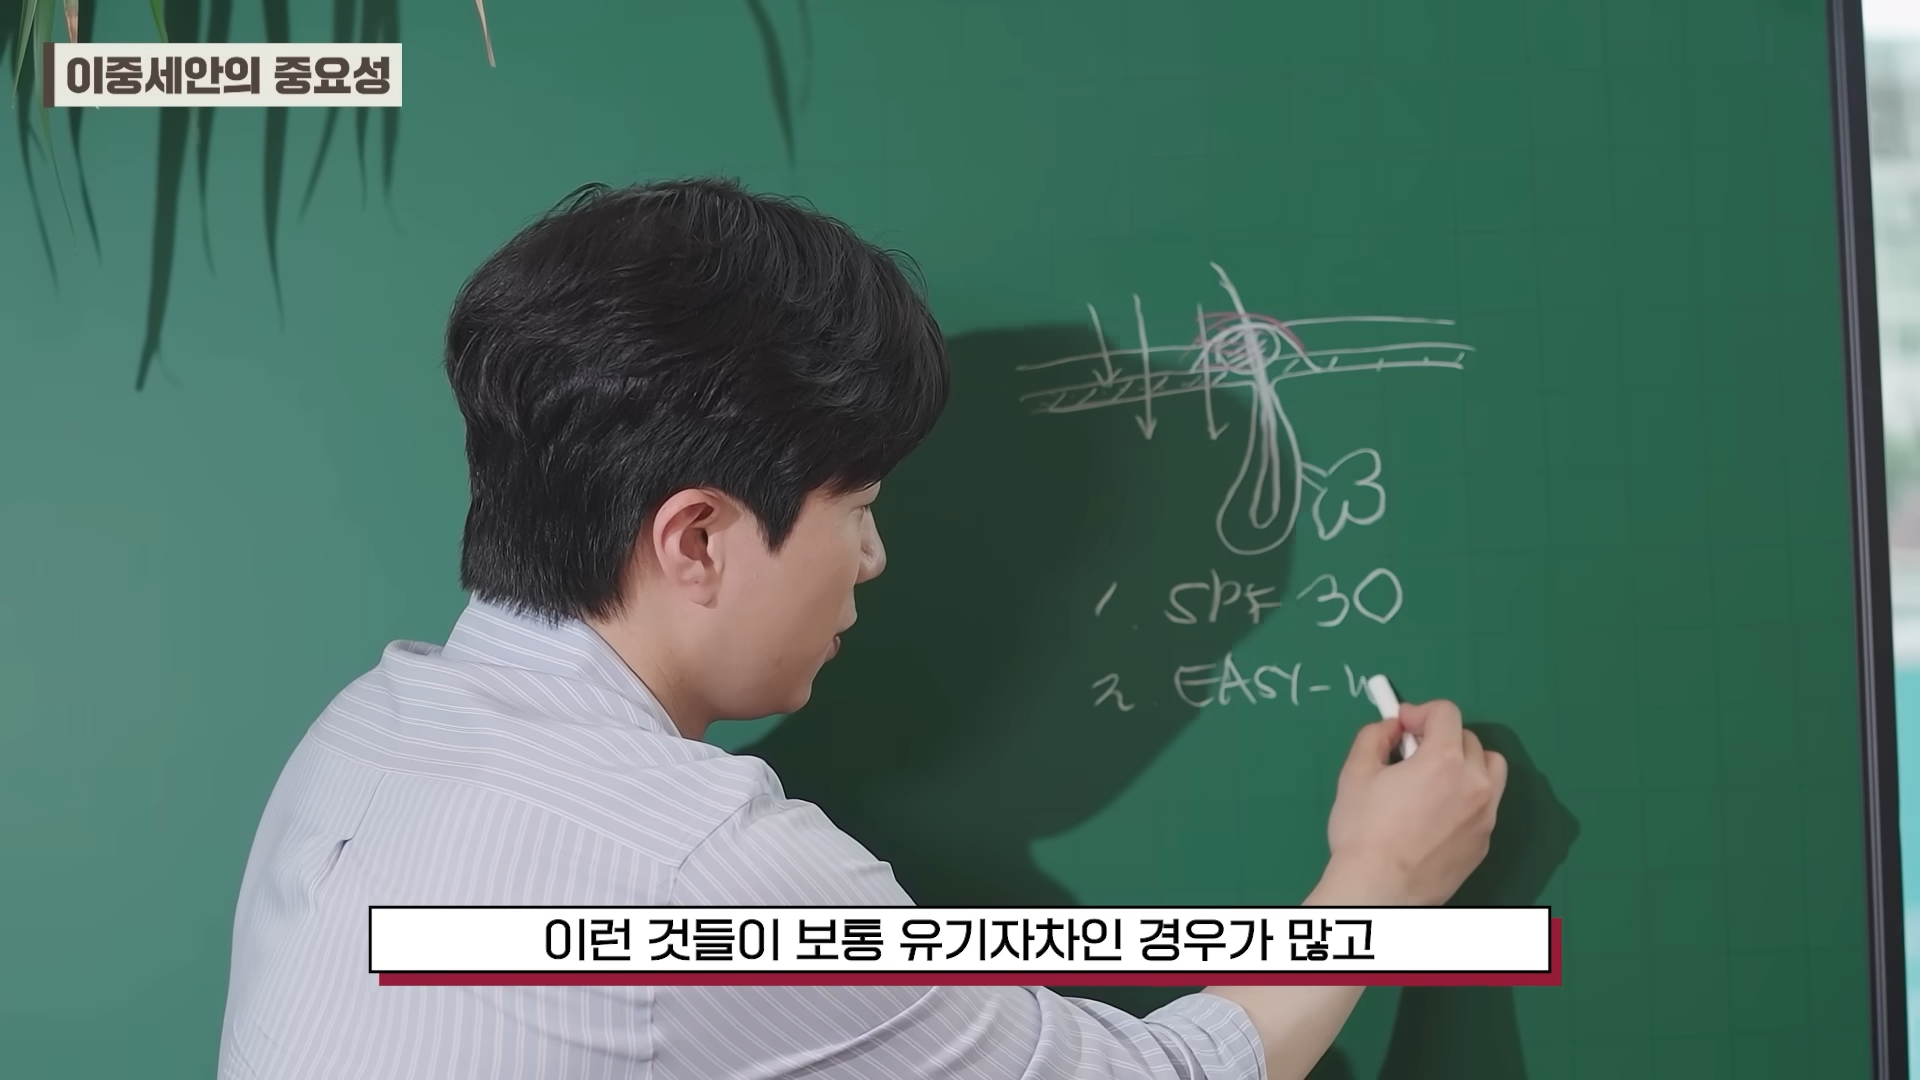 이중세안의 중요성
1. SPF 30
2. EASY-W
이런 것들이 보통 유기자차인 경우가 많고